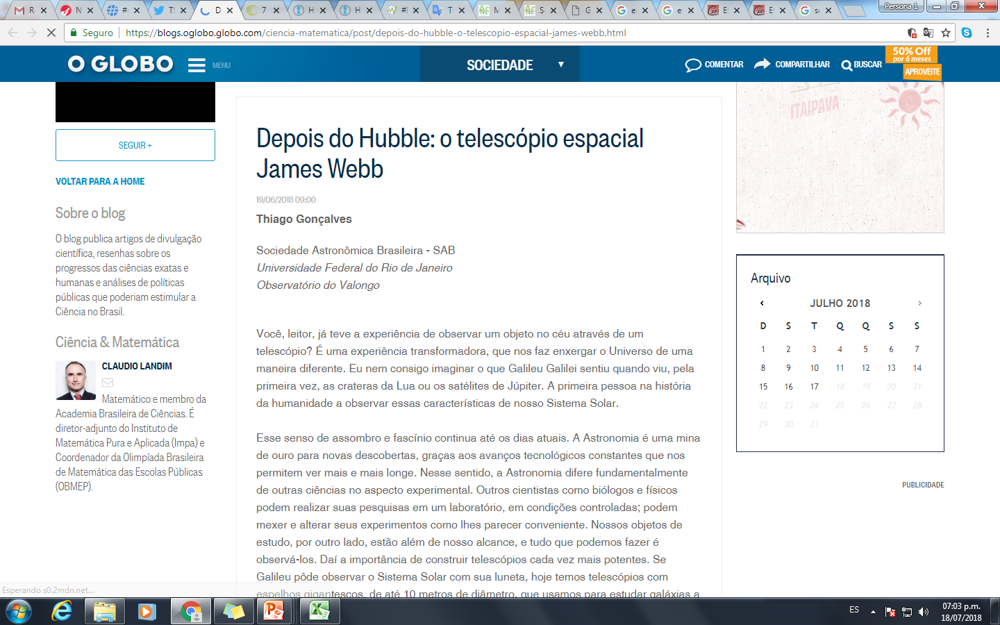 Persona 1
Seguro
https://blogs.oglobo.globo.com/ciencia-matematica/post/depois-do-hubble-o-telescopio-espacial-james-webb.html
O GLOBO
MENU
SOCIEDADE
COMENTAR
COMPARTILHAR
BUSCAR
50% Off
por 6 meses
APROVEITE
SEGUIR +
VOLTAR PARA A HOME
Sobre o blog
O blog publica artigos de divulgação
científica, resenhas sobre os
progressos das ciências exatas e
humanas e análises de políticas
públicas que poderiam estimular a
Ciência no Brasil.
Ciência & Matemática
CLAUDIO LANDIM
Matemático e membro da
Academia Brasileira de Ciências. É
diretor-adjunto do Instituto de
Matemática Pura e Aplicada (Impa) e
Coordenador da Olimpíada Brasileira
de Matemática das Escolas Públicas
(OBMEP).
Depois do Hubble: o telescópio espacial
James Webb
19/06/2018 09:00
Thiago Gonçalves
Sociedade Astronômica Brasileira - SAB
Universidade Federal do Rio de Janeiro
Observatório do Valongo
Você, leitor, já teve a experiência de observar um objeto no céu através de um
telescópio? É uma experiência transformadora, que nos faz enxergar o Universo de uma
maneira diferente. Eu nem consigo imaginar o que Galileu Galilei sentiu quando viu, pela
primeira vez, as crateras da Lua ou os satélites de Júpiter. A primeira pessoa na história
da humanidade a observar essas características de nosso Sistema Solar.
Esse senso de assombro e fascínio continua até os dias atuais. A Astronomia é uma mina
de ouro para novas descobertas, graças aos avanços tecnológicos constantes que nos
permitem ver mais e mais longe. Nesse sentido, a Astronomia difere fundamentalmente
de outras ciências no aspecto experimental. Outros cientistas como biólogos e físicos
podem realizar suas pesquisas em um laboratório, em condições controladas; podem
mexer e alterar seus experimentos como lhes parecer conveniente. Nossos objetos de
estudo, por outro lado, estão além de nosso alcance, e tudo que podemos fazer é
observá-los. Daí a importância de construir telescópios cada vez mais potentes. Se
Galileu pôde observar o Sistema Solar com sua luneta, hoje temos telescópios com
espelhos gigantescos, de até 10 metros de diâmetro, que usamos para estudar galáxias a
ITAIPAVA
Arquivo
JULHO 2018
D S T Q Q S S
1 2 3 4 5 6 7
8 9 10 11 12 13 14
15 16 17 18 19 20 21
22 23 24 25 26 27 28
29 30 31
PUBLICIDADE
Esperando s0.2mdn.net...
ES
07:03 p.m.
18/07/2018